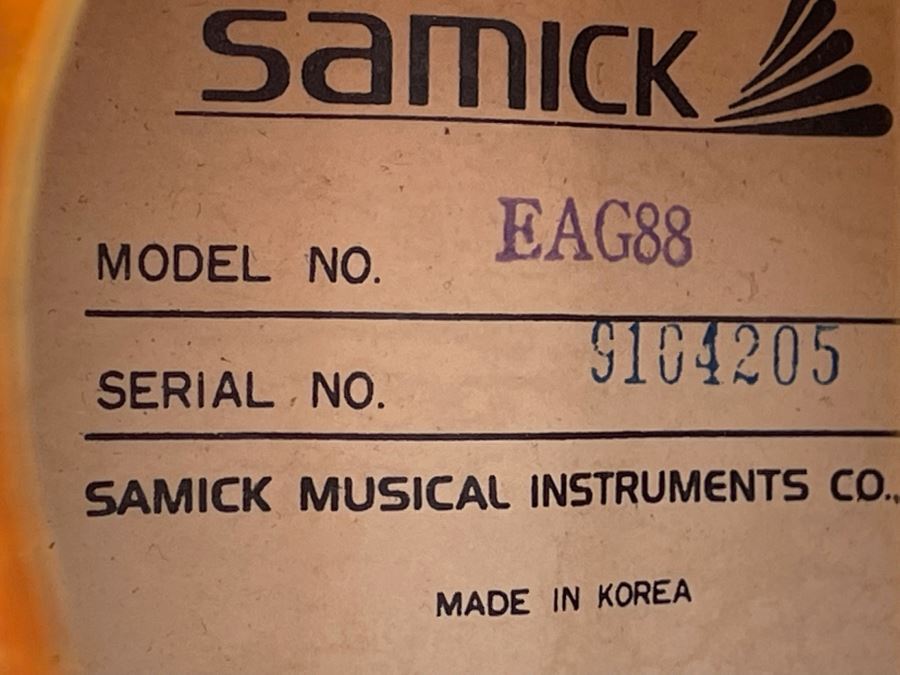 SAMICK
MODEL NO. EAG88
SERIAL NO. 9104205
SAMICK MUSICAL INSTRUMENTS CO.,
MADE IN KOREA